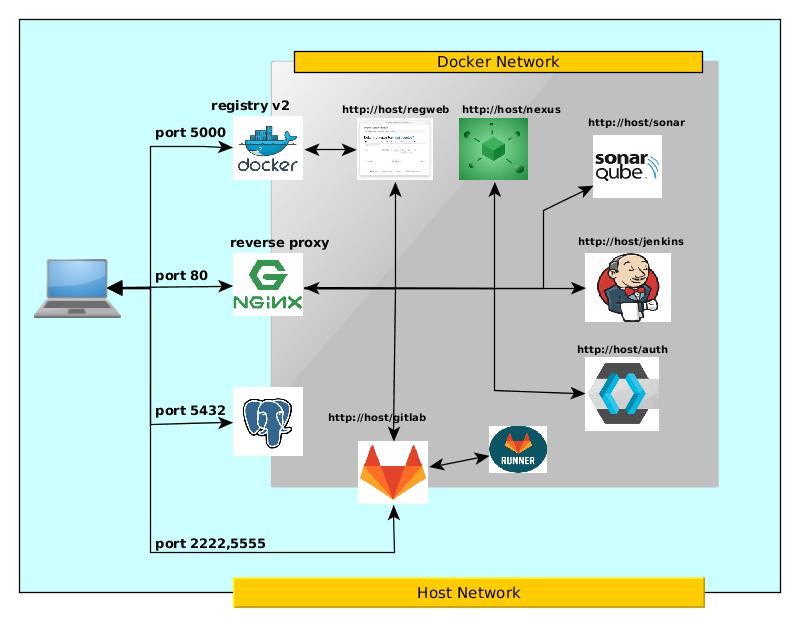 Docker Network
registry v2
http://host/regweb
http://host/nexus
http://host/sonar
port 5000
docker
sonar
qube
reverse proxy
http://host/jenkins
port 80
NGiNX
http://host/auth
port 5432
http://host/gitlab
RUNNER
port 2222,5555
Host Network